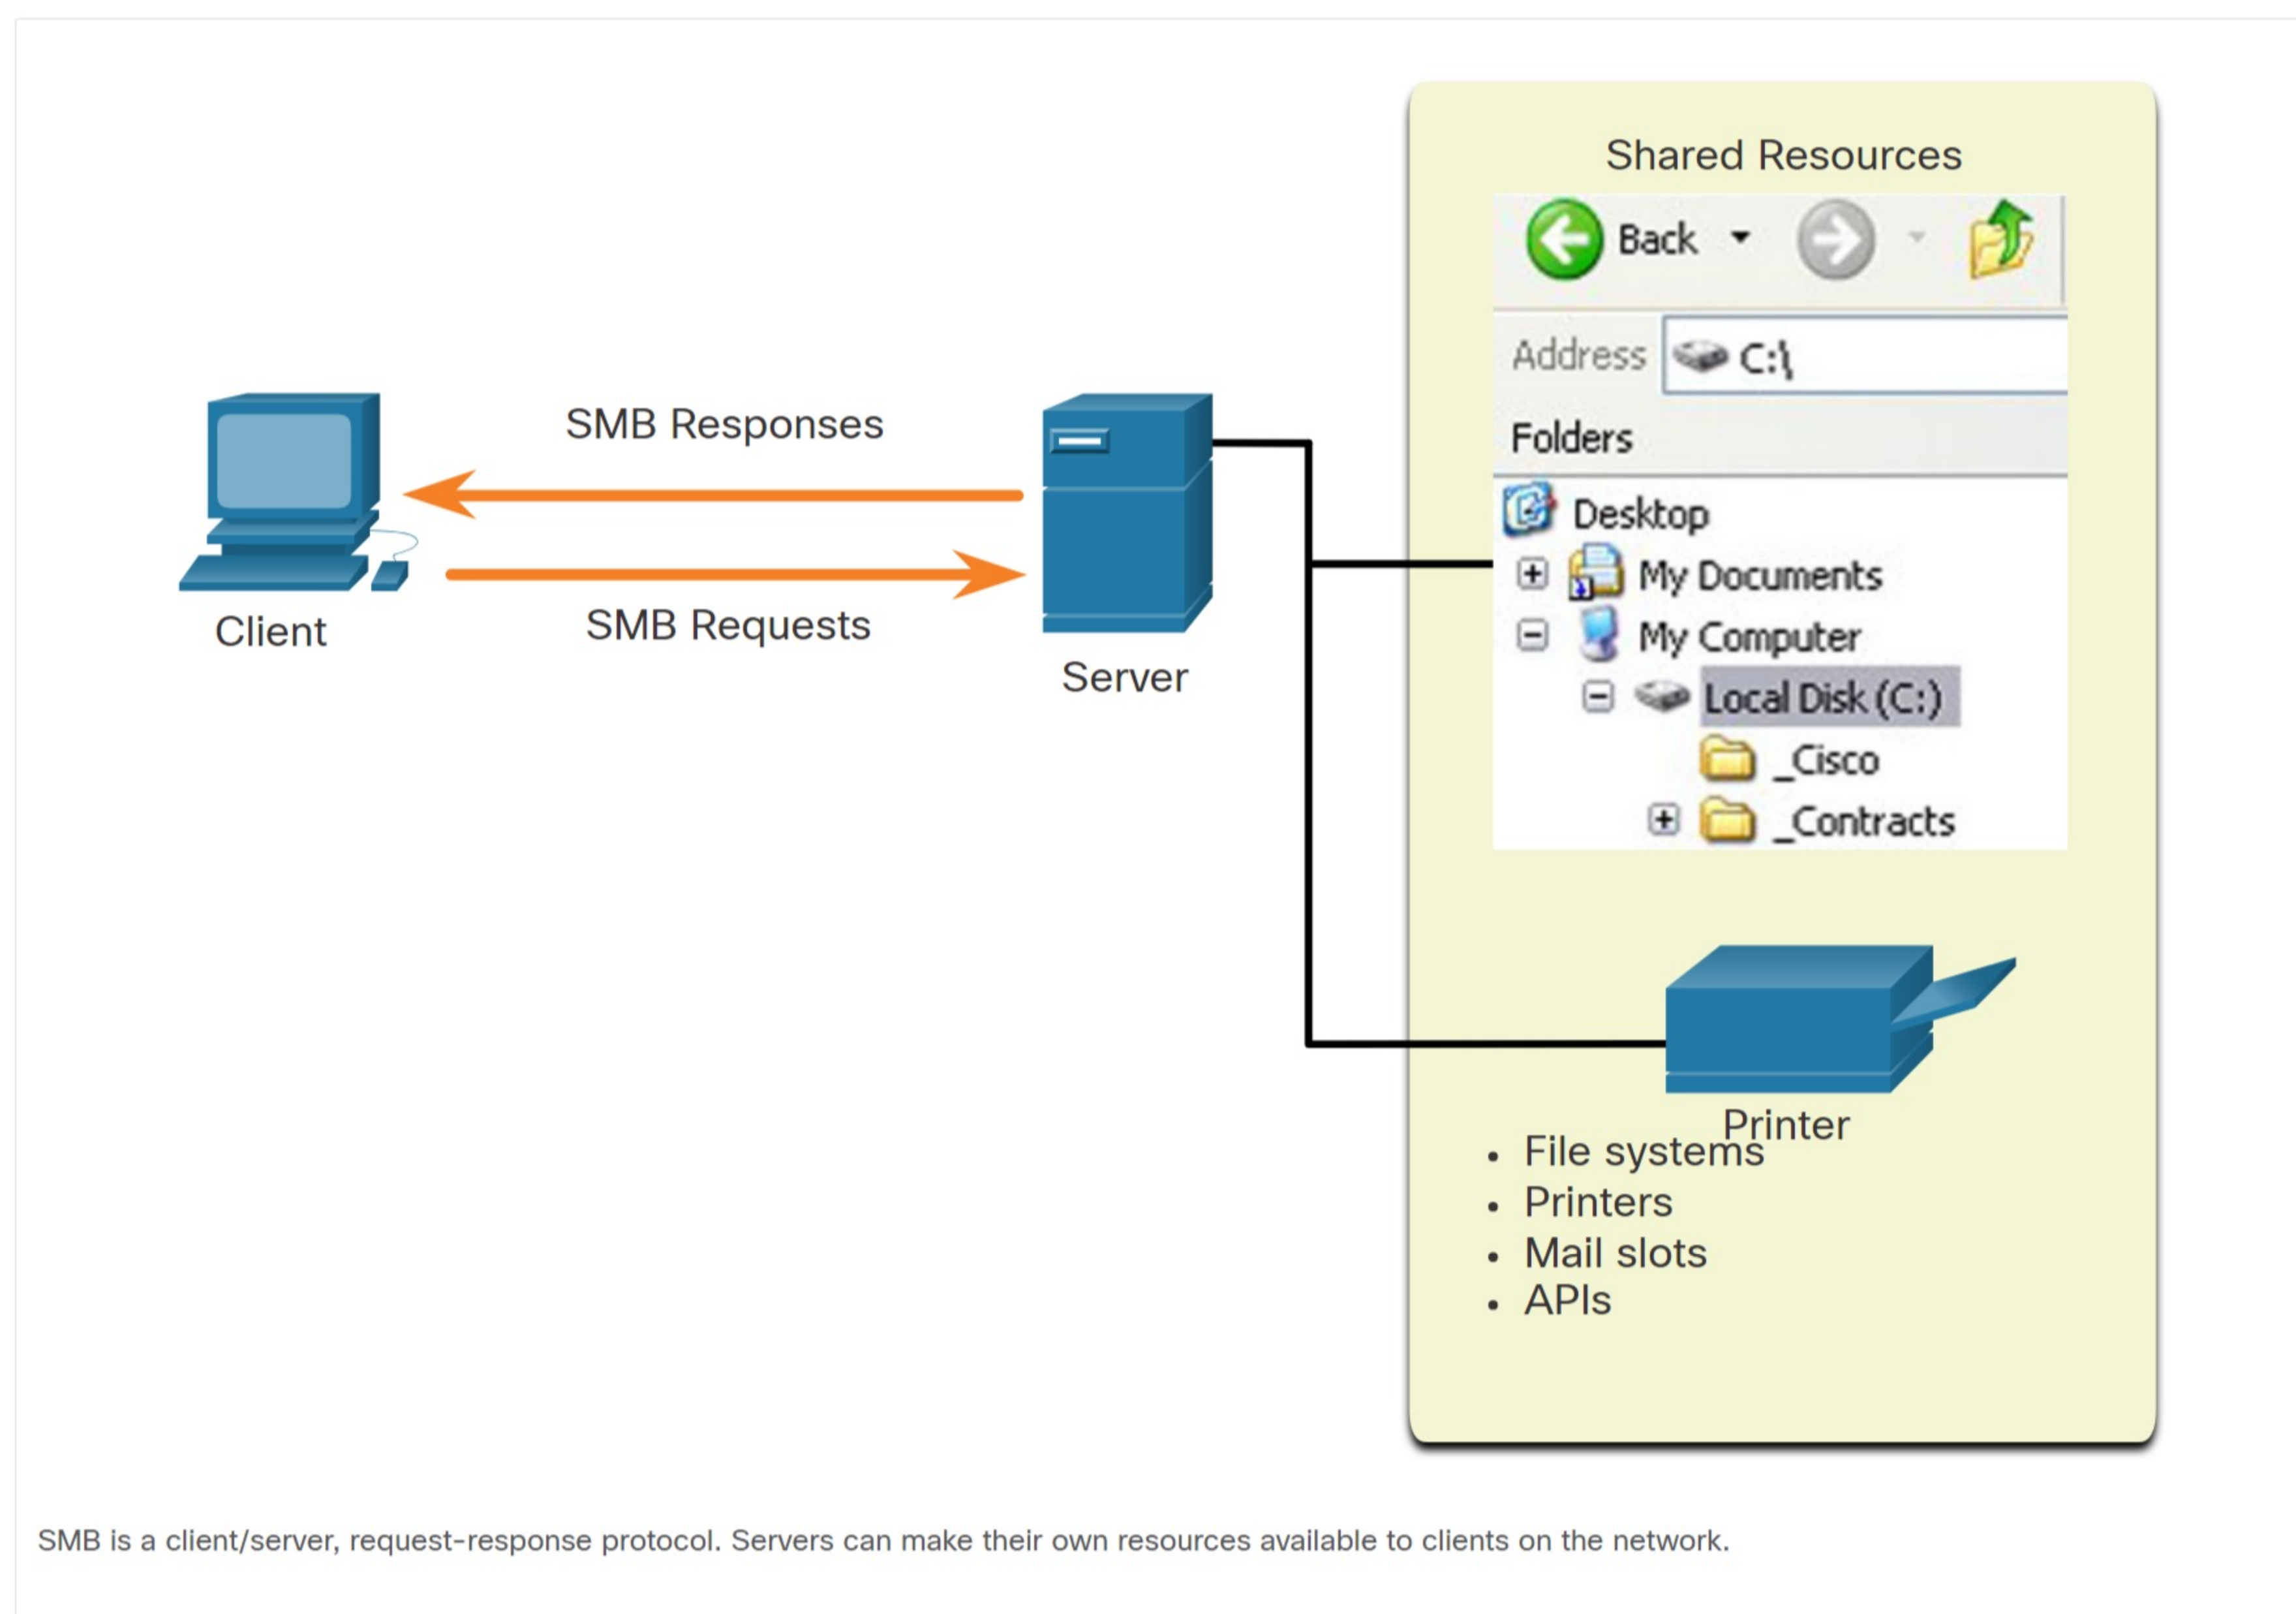 Shared Resources
Back
Address C:\
Folders
Desktop
My Documents
My Computer
Local Disk (C:)
_Cisco
_Contracts
SMB Responses
SMB Requests
Client
Server
Printer
• File systems
• Printers
• Mail slots
• APIs
SMB is a client/server, request-response protocol. Servers can make their own resources available to clients on the network.